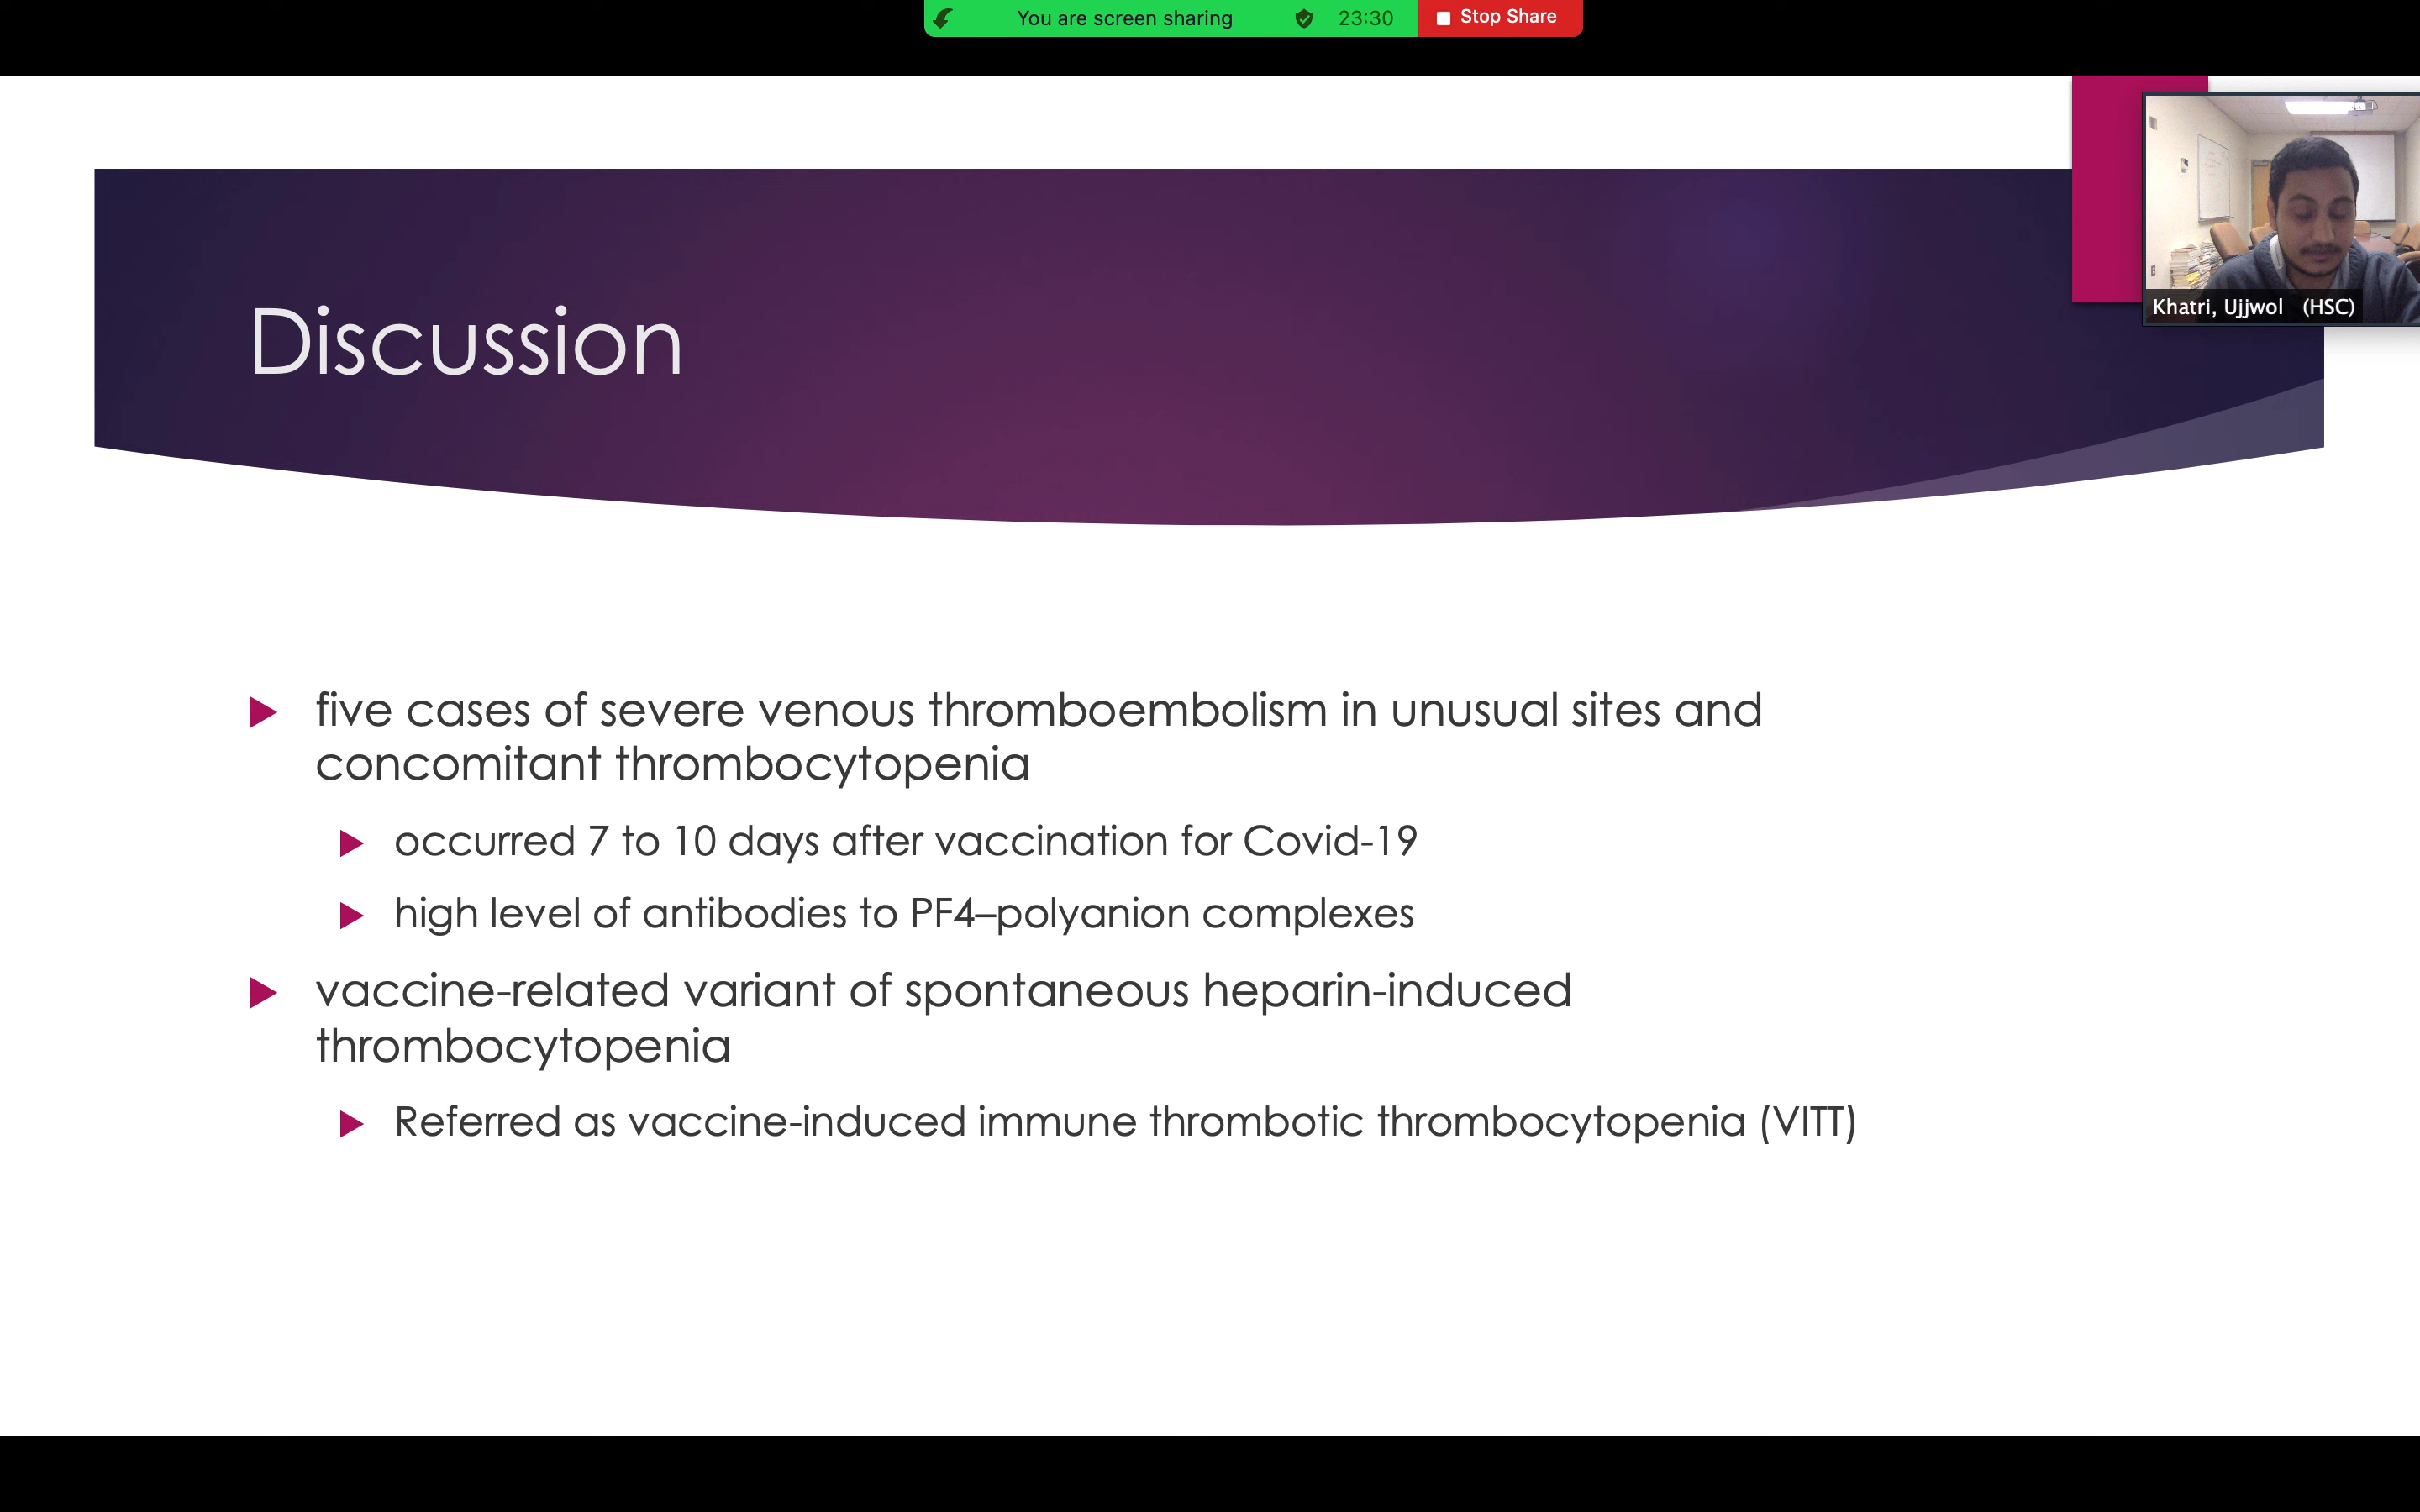 You are screen sharing 23:30 Stop Share
Khatri, Ujjwol (HSC)
Discussion
five cases of severe venous thromboembolism in unusual sites and
concomitant thrombocytopenia
occurred 7 to 10 days after vaccination for Covid-19
high level of antibodies to PF4–polyanion complexes
vaccine-related variant of spontaneous heparin-induced
thrombocytopenia
Referred as vaccine-induced immune thrombotic thrombocytopenia (VITT)